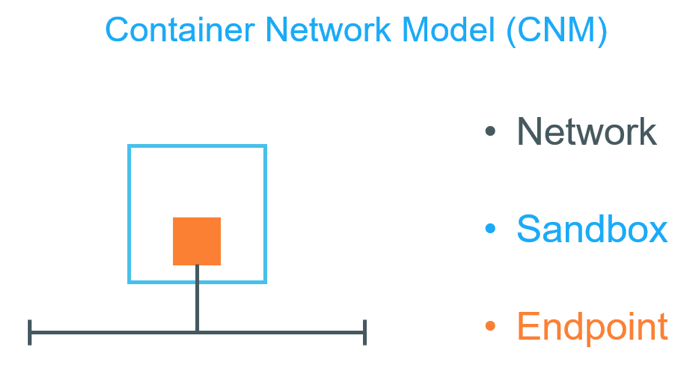 Container Network Model (CNM)
• Network
• Sandbox
• Endpoint